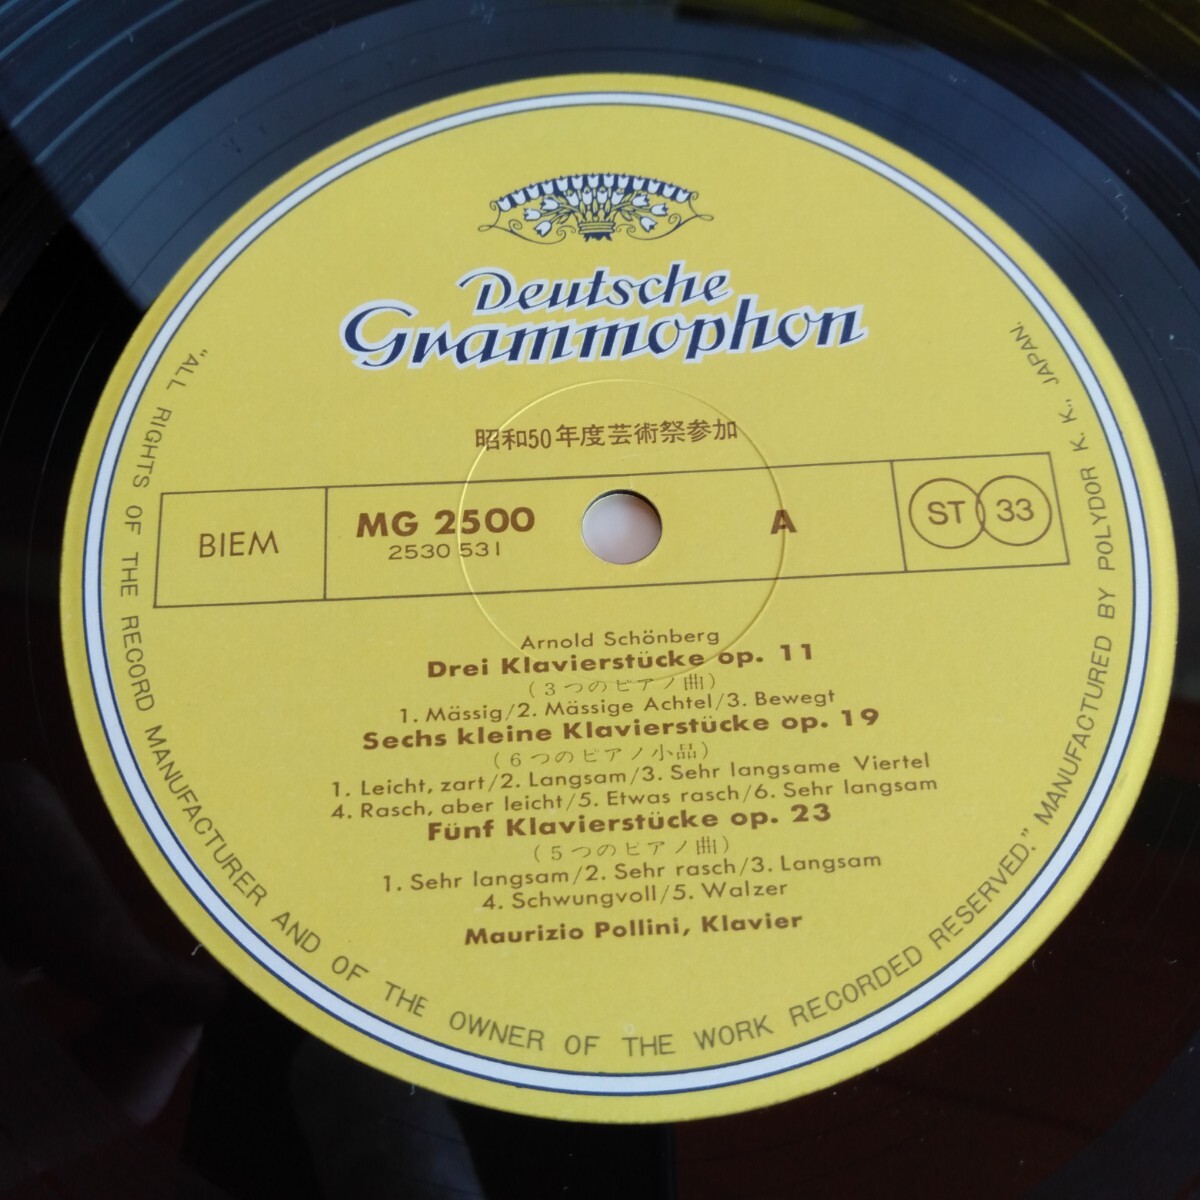 Deutsche
Grammophon
昭和50年度芸術祭参加
BIEM
MG 2500
2530 531
A
ST 33
Arnold Schönberg
Drei Klavierstücke op. 11
(3つのピアノ曲)
1. Mässig/2. Mässige Achtel/3. Bewegt
Sechs kleine Klavierstücke op. 19
(6つのピアノ小品)
1. Leicht, zart/2. Langsam/3. Sehr langsame Viertel
4. Rasch, aber leicht/5. Etwas rasch/6. Sehr langsam
Fünf Klavierstücke op. 23
(5つのピアノ曲)
1. Sehr langsam/2. Sehr rasch/3. Langsam
4. Schwungvoll/5. Walzer
Maurizio Pollini, Klavier
"ALL RIGHTS OF THE RECORD MANUFACTURER AND OF THE OWNER OF THE WORK RECORDED RESERVED." MANUFACTURED BY POLYDOR K. K., JAPAN.